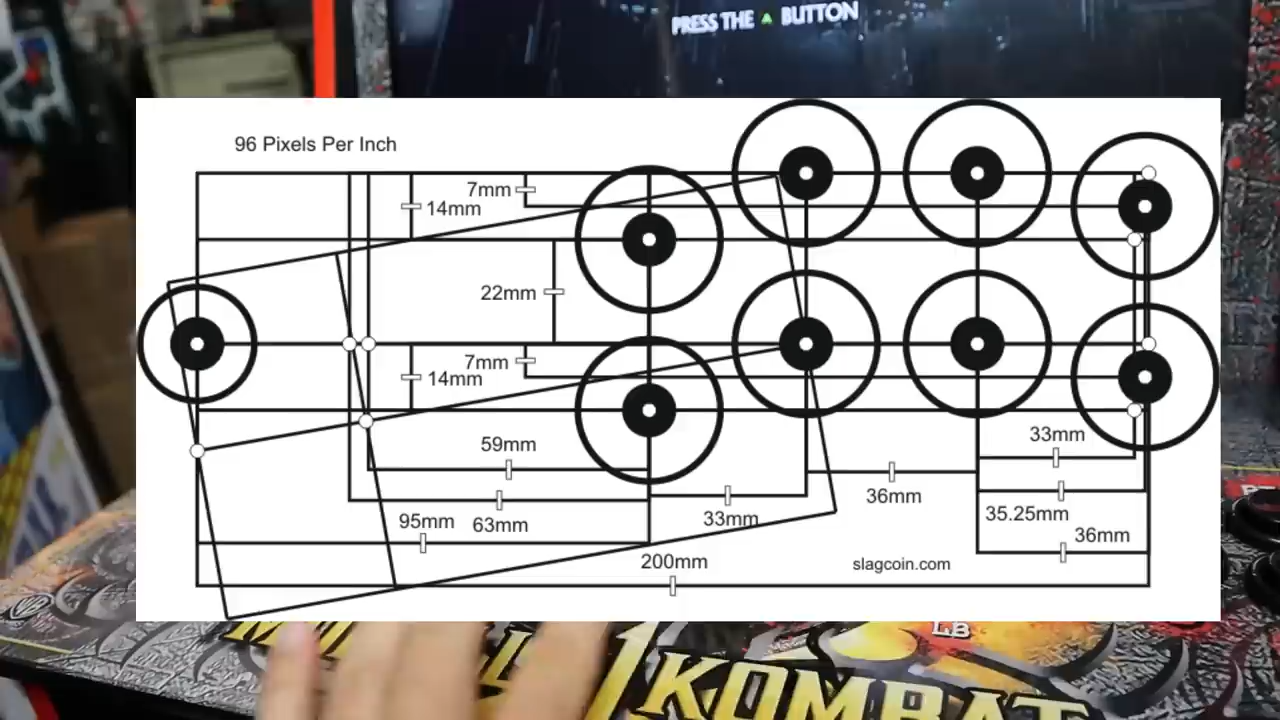 PRESS THE A BUTTON
96 Pixels Per Inch
7mm
14mm
22mm
7mm
14mm
59mm
33mm
36mm
35.25mm
95mm
63mm
33mm
36mm
200mm
slagcoin.com
LB
KOMBAT